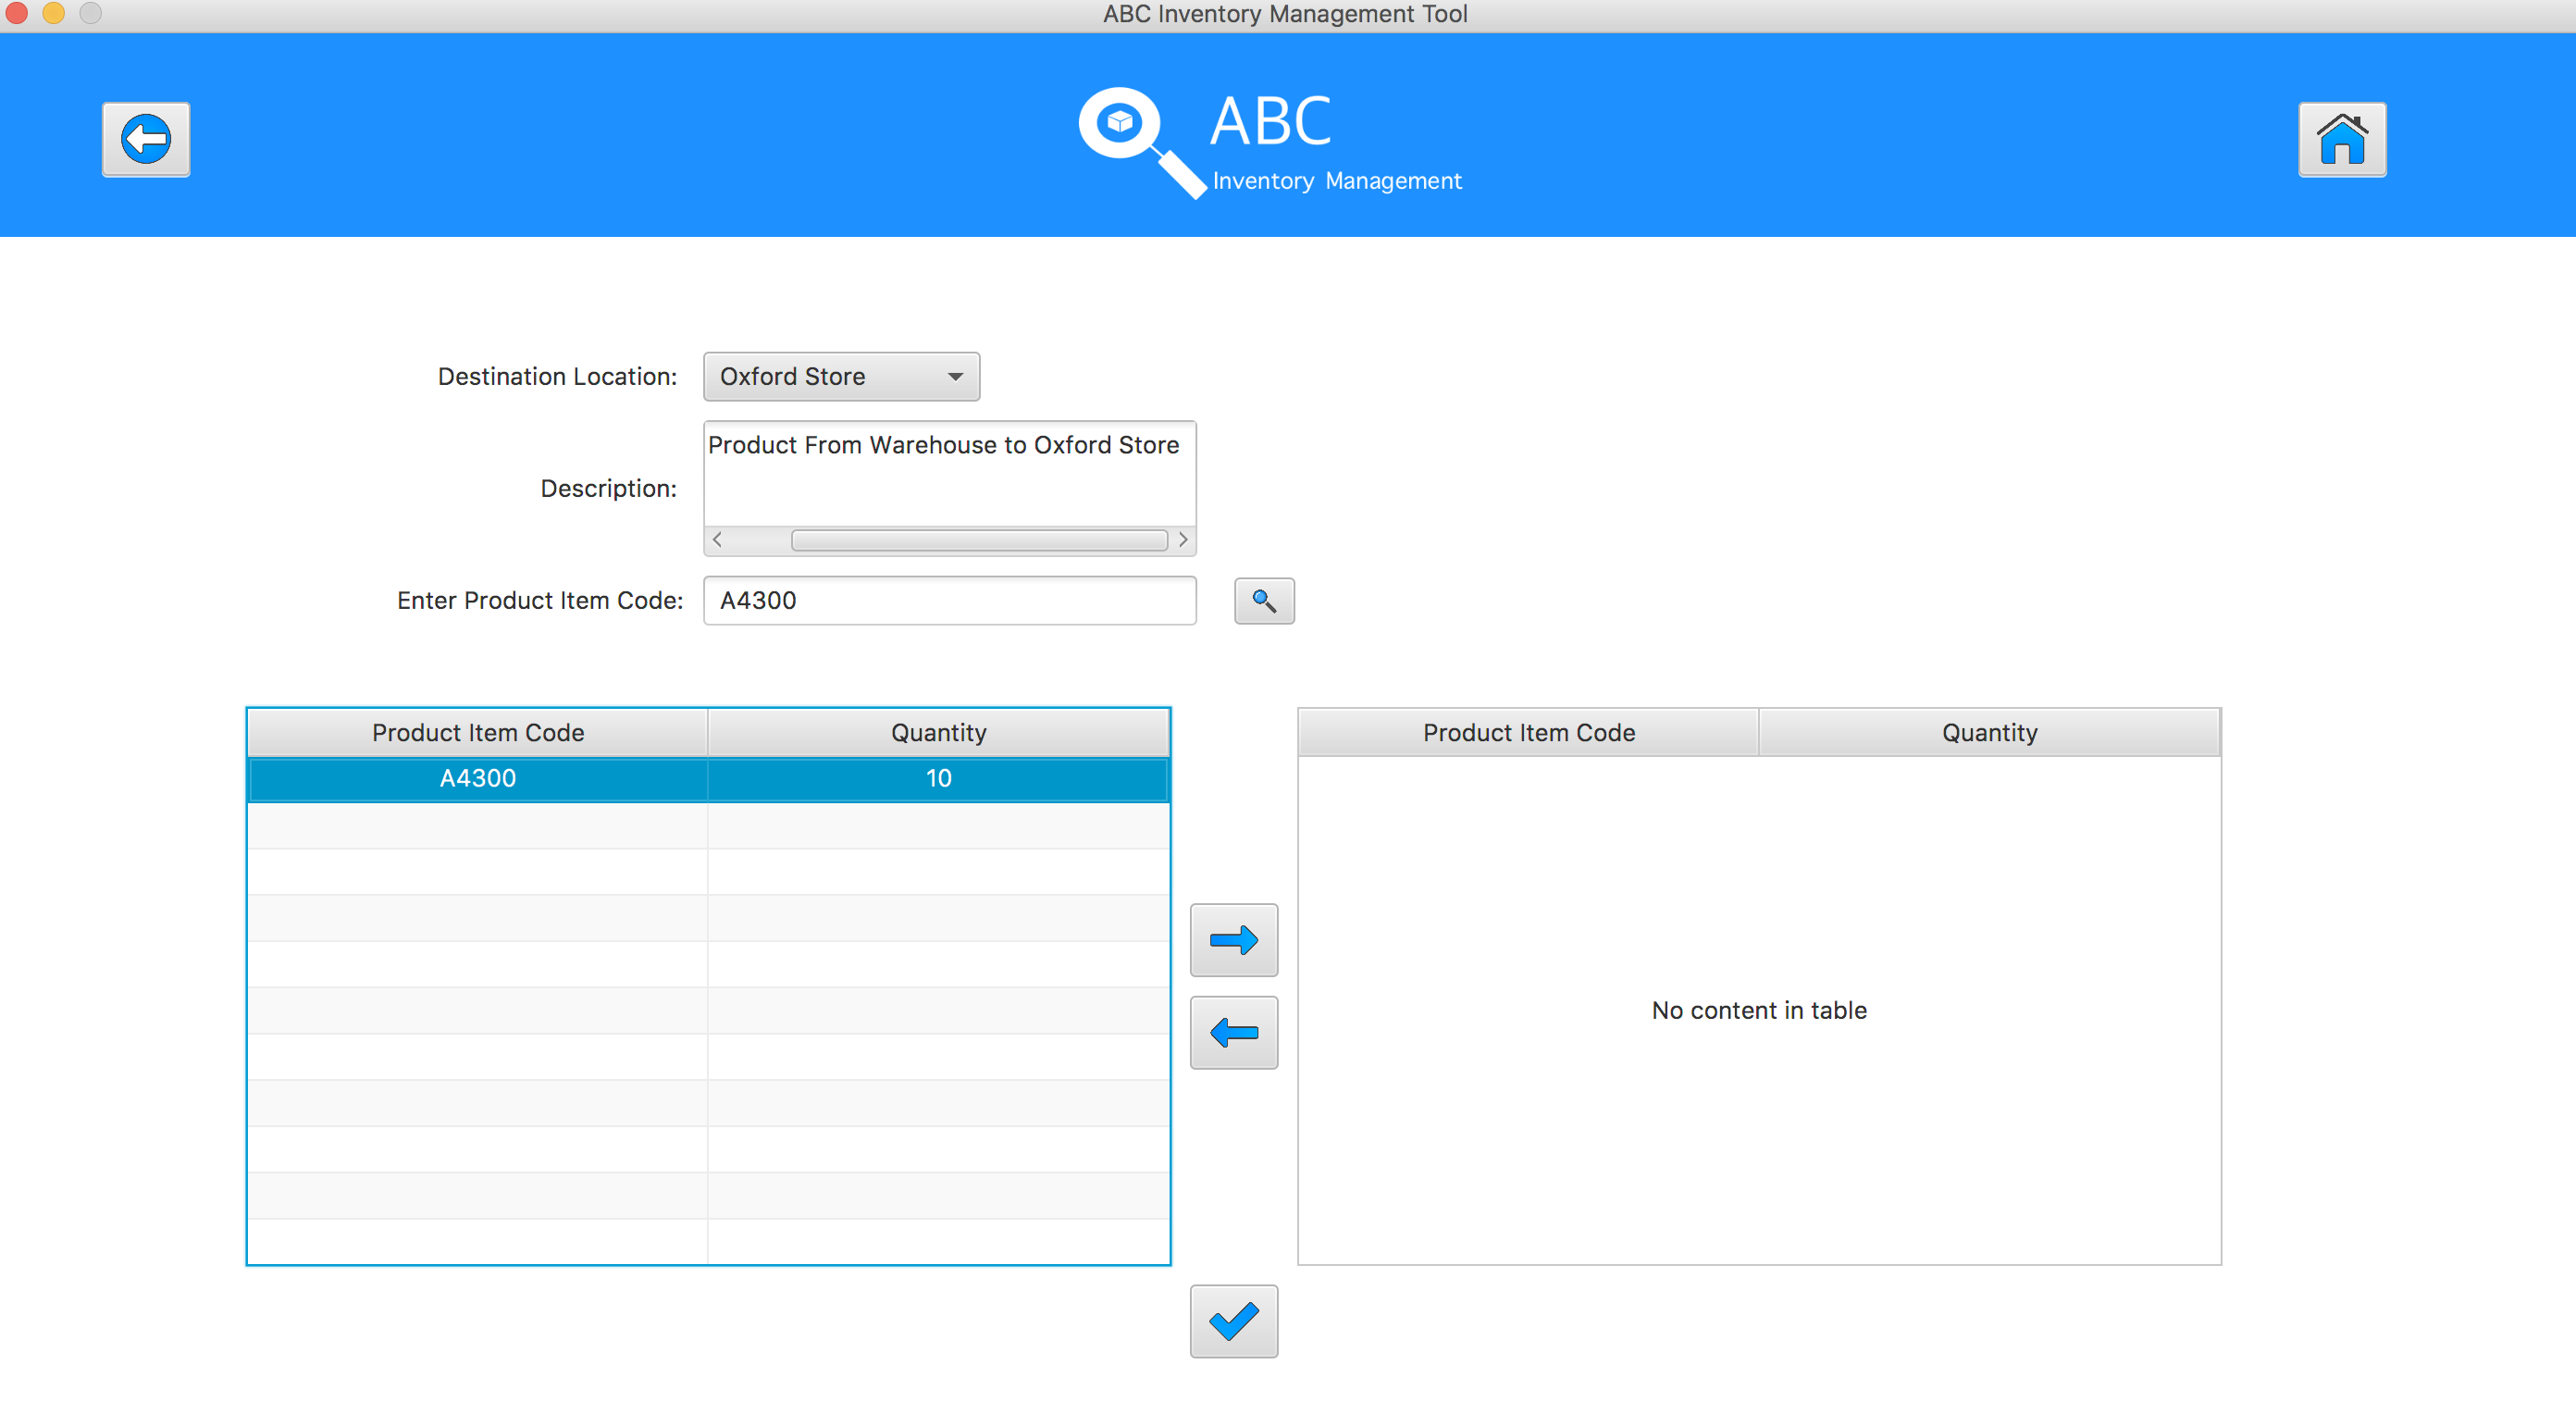 ABC Inventory Management Tool
ABC
Inventory Management
Destination Location: Oxford Store
Product From Warehouse to Oxford Store
Description:
Enter Product Item Code: A4300
Product Item Code Quantity Product Item Code Quantity
A4300 10
No content in table